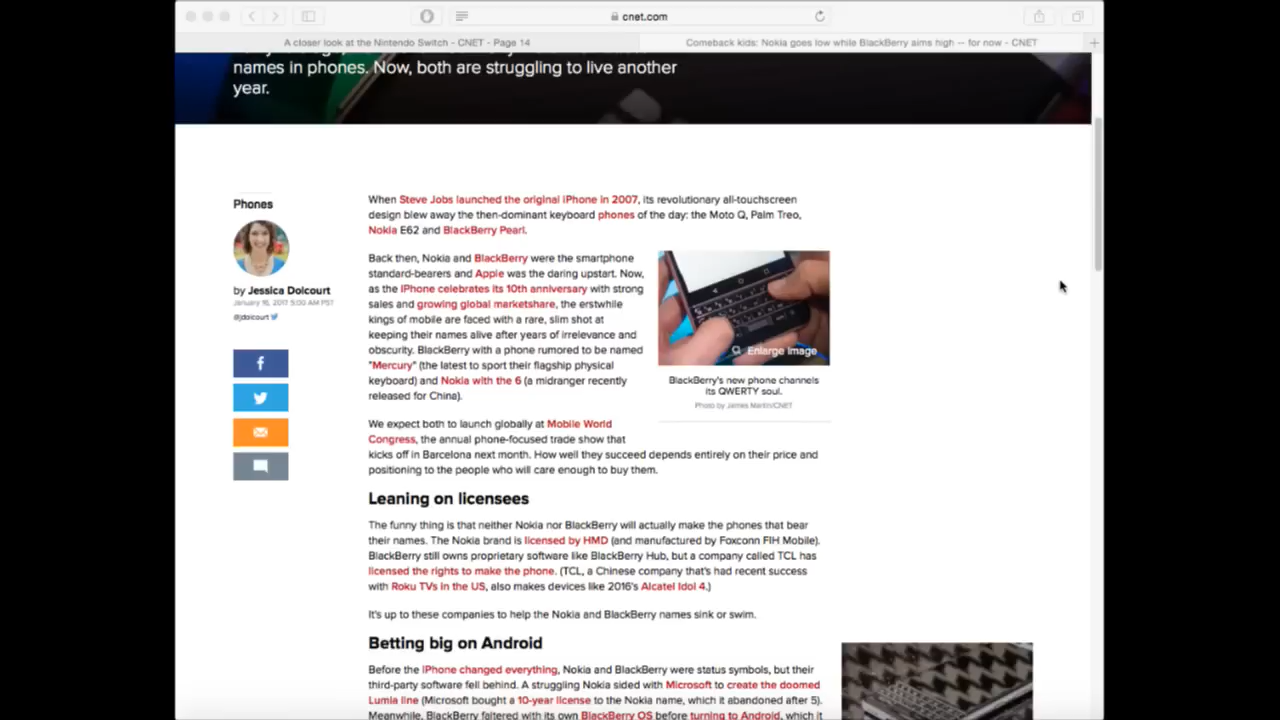 cnet.com
A closer look at the Nintendo Switch - CNET - Page 14
Comeback kids: Nokia goes low while BlackBerry aims high -- for now - CNET
names in phones. Now, both are struggling to live another
year.
Phones
by Jessica Dolcourt
January 16, 2017 5:00 AM PST
@jdolcourt
When Steve Jobs launched the original iPhone in 2007, its revolutionary all-touchscreen
design blew away the then-dominant keyboard phones of the day: the Moto Q, Palm Treo,
Nokia E62 and BlackBerry Pearl.
Back then, Nokia and BlackBerry were the smartphone
standard-bearers and Apple was the daring upstart. Now,
as the iPhone celebrates its 10th anniversary with strong
sales and growing global marketshare, the erstwhile
kings of mobile are faced with a rare, slim shot at
keeping their names alive after years of irrelevance and
obscurity. BlackBerry with a phone rumored to be named
"Mercury" (the latest to sport their flagship physical
keyboard) and Nokia with the 6 (a midranger recently
released for China).
Enlarge Image
BlackBerry's new phone channels
its QWERTY soul.
Photo by James Martin/CNET
We expect both to launch globally at Mobile World
Congress, the annual phone-focused trade show that
kicks off in Barcelona next month. How well they succeed depends entirely on their price and
positioning to the people who will care enough to buy them.
Leaning on licensees
The funny thing is that neither Nokia nor BlackBerry will actually make the phones that bear
their names. The Nokia brand is licensed by HMD (and manufactured by Foxconn FIH Mobile).
BlackBerry still owns proprietary software like BlackBerry Hub, but a company called TCL has
licensed the rights to make the phone. (TCL, a Chinese company that's had recent success
with Roku TVs in the US, also makes devices like 2016's Alcatel Idol 4.)
It's up to these companies to help the Nokia and BlackBerry names sink or swim.
Betting big on Android
Before the iPhone changed everything, Nokia and BlackBerry were status symbols, but their
third-party software fell behind. A struggling Nokia sided with Microsoft to create the doomed
Lumia line (Microsoft bought a 10-year license to the Nokia name, which it abandoned after 5).
Meanwhile, BlackBerry faltered with its own BlackBerry OS before turning to Android, which it